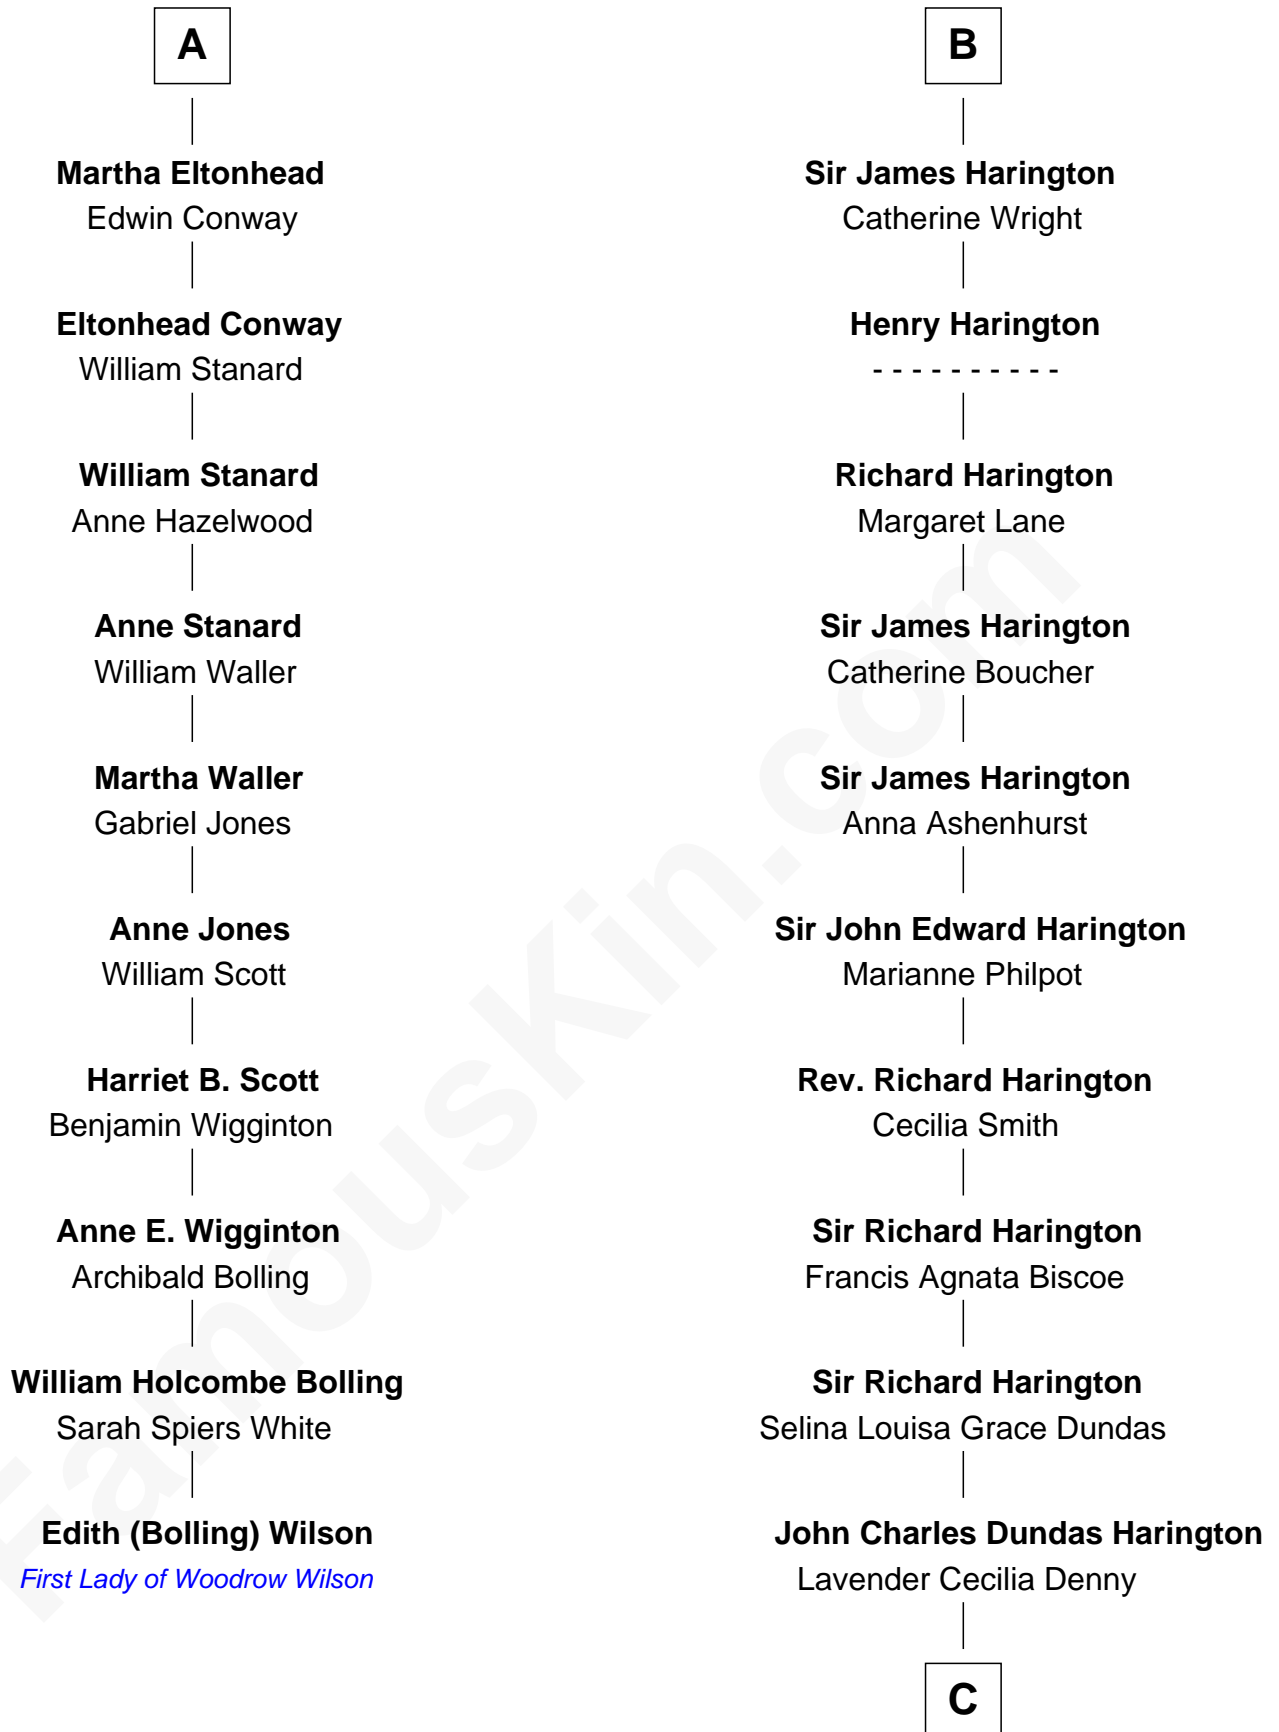 A
Martha Eltonhead
Edwin Conway
Eltonhead Conway
William Stanard
William Stanard
Anne Hazelwood
Anne Stanard
William Waller
Martha Waller
Gabriel Jones
Anne Jones
William Scott
Harriet B. Scott
Benjamin Wigginton
Anne E. Wigginton
Archibald Bolling
William Holcombe Bolling
Sarah Spiers White
Edith (Bolling) Wilson
First Lady of Woodrow Wilson
B
Sir James Harington
Catherine Wright
Henry Harington
- - - - - - - - - -
Richard Harington
Margaret Lane
Sir James Harington
Catherine Boucher
Sir James Harington
Anna Ashenhurst
Sir John Edward Harington
Marianne Philpot
Rev. Richard Harington
Cecilia Smith
Sir Richard Harington
Francis Agnata Biscoe
Sir Richard Harington
Selina Louisa Grace Dundas
John Charles Dundas Harington
Lavender Cecilia Denny
C
FamousKin.com